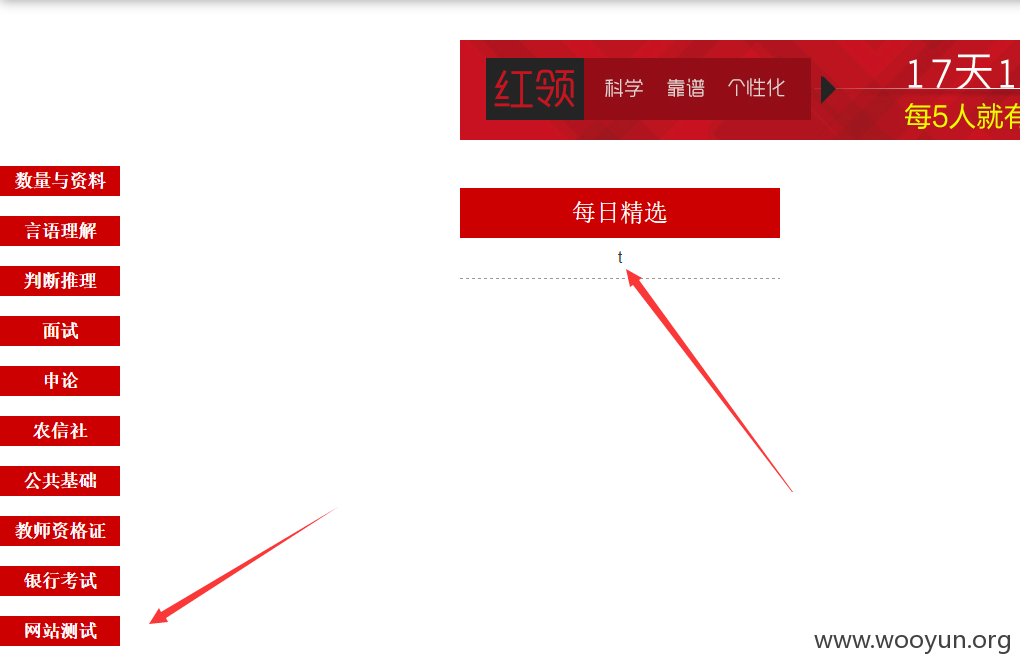 红领 科学 靠谱 个性化
17天1
每5人就有
数量与资料
言语理解
判断推理
面试
申论
农信社
公共基础
教师资格证
银行考试
网站测试
每日精选
t
www.wooyun.org